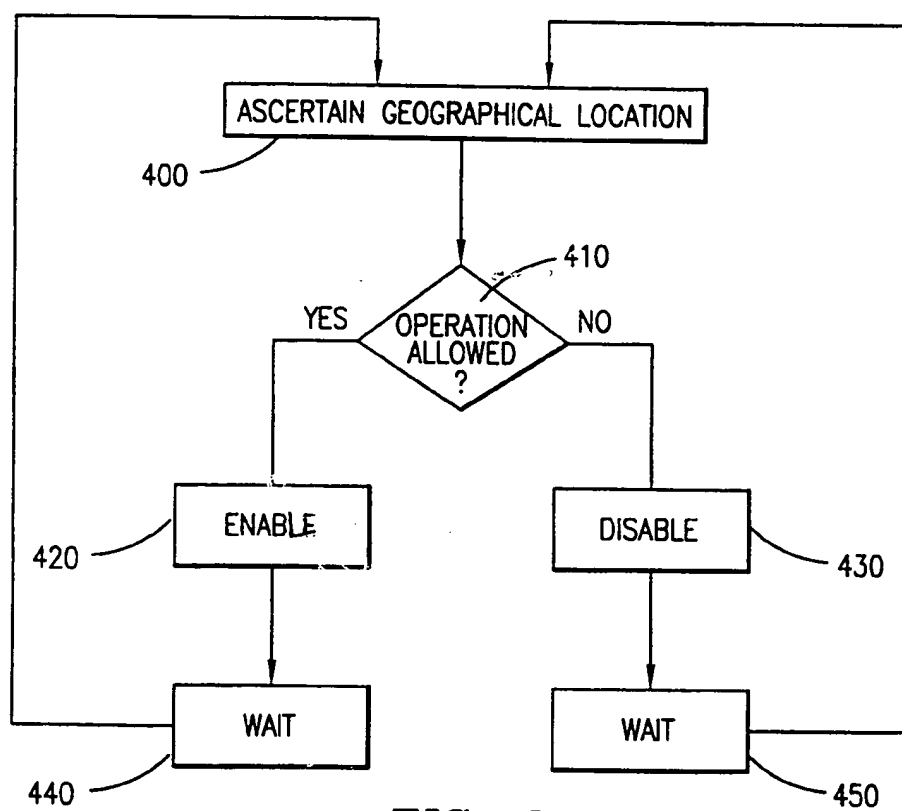 ASCERTAIN GEOGRAPHICAL LOCATION
400
410
YES
OPERATION
ALLOWED
?
NO
ENABLE
420
DISABLE
430
WAIT
440
WAIT
450